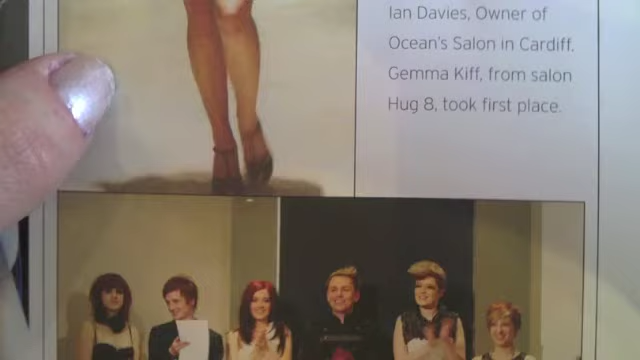 Ian Davies, Owner of
Ocean's Salon in Cardiff.
Gemma Kiff, from salon
Hug 8, took first place.